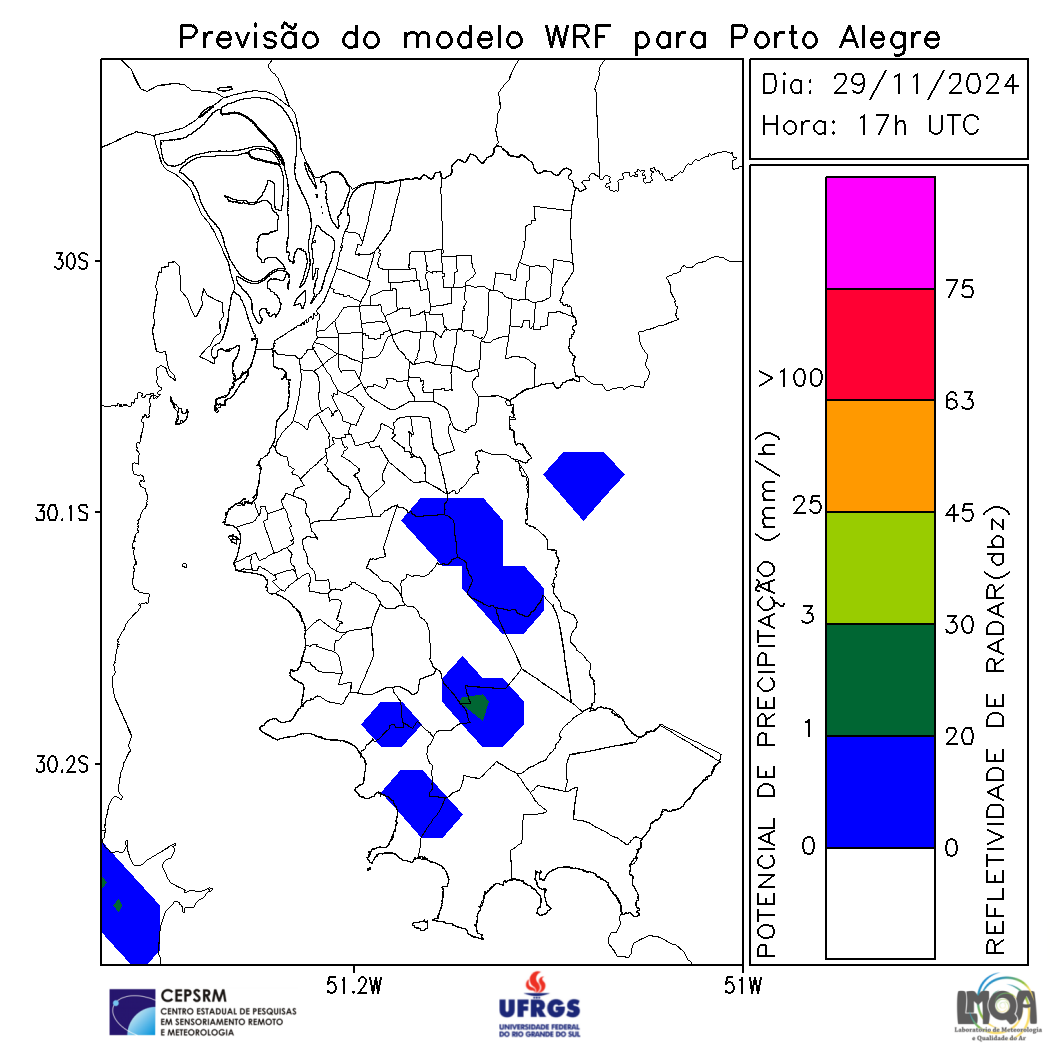 Previsão do modelo WRF para Porto Alegre
Dia: 29/11/2024
Hora: 17h UTC
30S
30.1S
30.2S
51.2W
51W
POTENCIAL DE PRECIPITAÇÃO (mm/h)
>100
25
3
1
0
75
63
45
30
20
0
REFLETIVIDADE DE RADAR(dbz)
CEPSRM
CENTRO ESTADUAL DE PESQUISAS
EM SENSORIAMENTO REMOTO
E METEOROLOGIA
UFRGS
UNIVERSIDADE FEDERAL
DO RIO GRANDE DO SUL
LMQA
Laboratório de Meteorologia
e Qualidade do Ar